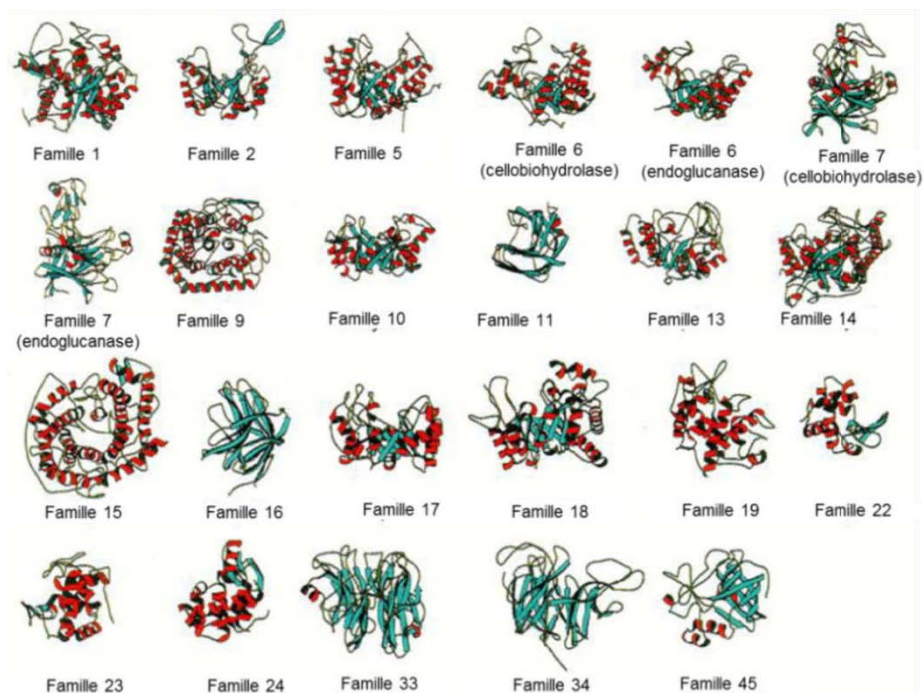 Famille 1
Famille 2
Famille 5
Famille 6
(cellobiohydrolase)
Famille 6
(endoglucanase)
Famille 7
(cellobiohydrolase)
Famille 7
(endoglucanase)
Famille 9
Famille 10
Famille 11
Famille 13
Famille 14
Famille 15
Famille 16
Famille 17
Famille 18
Famille 19
Famille 22
Famille 23
Famille 24
Famille 33
Famille 34
Famille 45